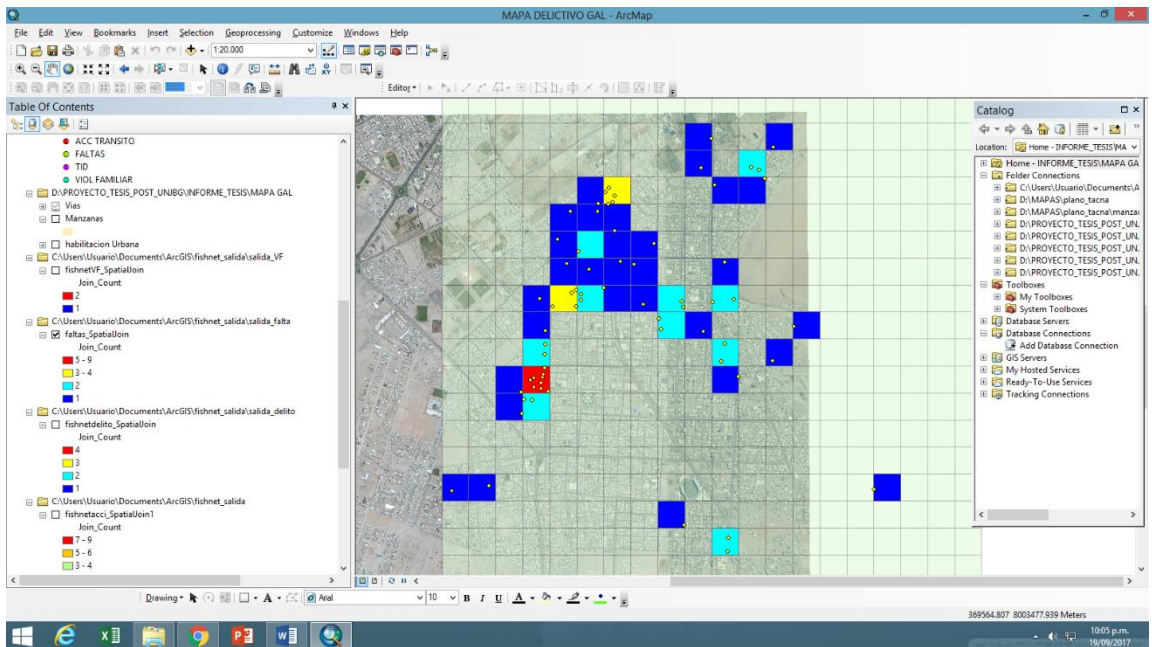 MAPA DELICTIVO GAL - ArcMap
File Edit View Bookmarks Insert Selection Geoprocessing Customize Windows Help
1:20.000
Editor
Table Of Contents
ACC TRANSITO
FALTAS
TID
VIOL FAMILIAR
D:\PROYECTO_TESIS_POST_UNJBG\INFORME_TESIS\MAPA GAL
Vias
Manzanas
habilitacion Urbana
C:\Users\Usuario\Documents\ArcGIS\fishnet_salida\salida_VF
fishnetVF_SpatialJoin
Join_Count
2
1
C:\Users\Usuario\Documents\ArcGIS\fishnet_salida\salida_falta
faltas_SpatialJoin
Join_Count
5 - 9
3 - 4
2
1
C:\Users\Usuario\Documents\ArcGIS\fishnet_salida\salida_delito
fishnetdelito_SpatialJoin
Join_Count
4
3
2
1
C:\Users\Usuario\Documents\ArcGIS\fishnet_salida
fishnetacci_SpatialJoin1
Join_Count
7 - 9
5 - 6
3 - 4
Catalog
Location: Home - INFORME_TESIS\MA
Home - INFORME_TESIS\MAPA GA
Folder Connections
C:\Users\Usuario\Documents\A
D:\MAPAS\plano_tacna
D:\MAPAS\plano_tacna\manza
D:\PROYECTO_TESIS_POST_UN.
D:\PROYECTO_TESIS_POST_UN.
D:\PROYECTO_TESIS_POST_UN.
D:\PROYECTO_TESIS_POST_UN.
D:\PROYECTO_TESIS_POST_UN.
Toolboxes
My Toolboxes
System Toolboxes
Database Servers
Database Connections
Add Database Connection
GIS Servers
My Hosted Services
Ready-To-Use Services
Tracking Connections
Drawing A Arial 10 B I U A
369564.807 8003477.939 Meters
10:05 p.m.
19/09/2017